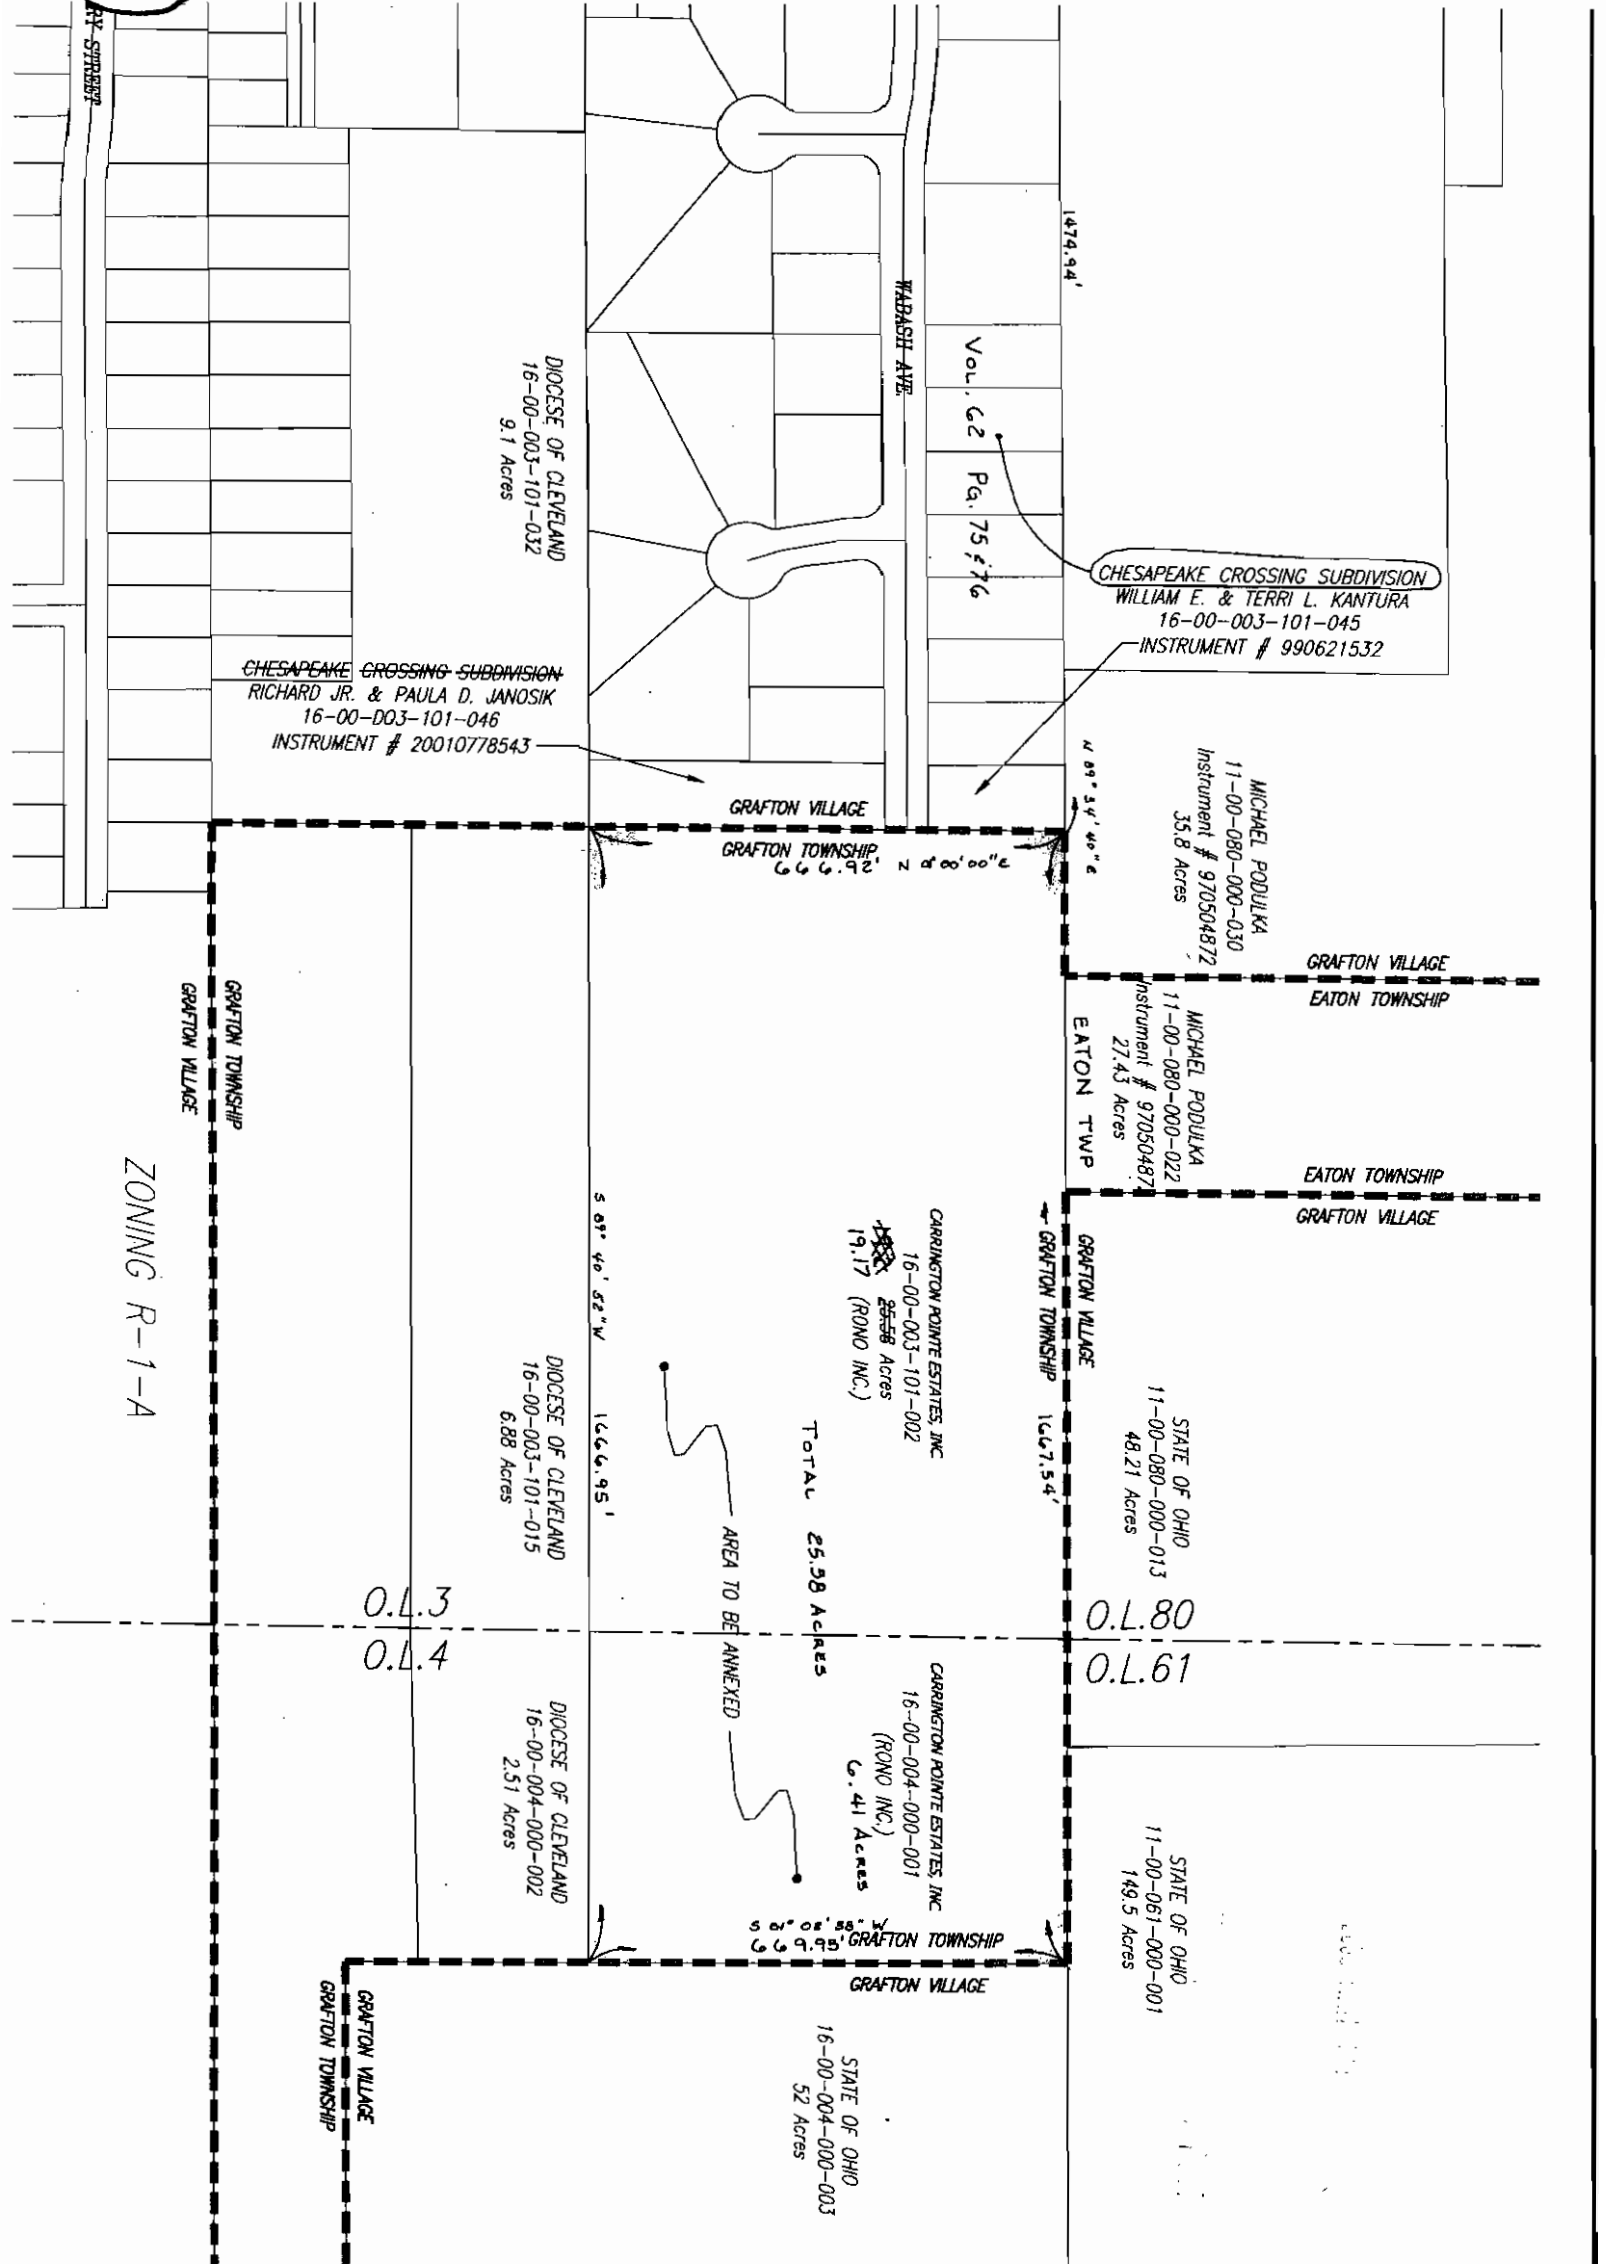 RY STREET
WABASH AVE.
1474.94'
VOL. 62 PG. 75 & 76
DIOCESE OF CLEVELAND
16-00-003-101-032
9.1 Acres
CHESAPEAKE CROSSING SUBDIVISION
WILLIAM E. & TERRI L. KANTURA
16-00-003-101-045
INSTRUMENT # 990621532
CHESAPEAKE CROSSING SUBDIVISION
RICHARD JR. & PAULA D. JANOSIK
16-00-003-101-046
INSTRUMENT # 20010778543
GRAFTON VILLAGE
GRAFTON TOWNSHIP
666.92' N 0°00'00"E
N 89° 54' 40" E
MICHAEL PODULKA
11-00-080-000-030
Instrument # 970504872
35.8 Acres
GRAFTON VILLAGE
EATON TOWNSHIP
MICHAEL PODULKA
11-00-080-000-022
Instrument # 97050487
27.43 Acres
EATON TWP
EATON TOWNSHIP
GRAFTON VILLAGE
GRAFTON TOWNSHIP
GRAFTON VILLAGE
ZONING R-1-A
GRAFTON VILLAGE
GRAFTON TOWNSHIP
1667.54'
S 89° 40' 52" W 1666.95'
CARRINGTON POINTE ESTATES, INC
16-00-003-101-002
25.58 Acres
19.17 (RONO INC.)
TOTAL 25.58 ACRES
AREA TO BE ANNEXED
STATE OF OHIO
11-00-080-000-013
48.21 Acres
DIOCESE OF CLEVELAND
16-00-003-101-015
6.88 Acres
O.L.3
O.L.4
O.L.80
O.L.61
CARRINGTON POINTE ESTATES, INC
16-00-004-000-001
(RONO INC.)
6.41 ACRES
DIOCESE OF CLEVELAND
16-00-004-000-002
2.51 Acres
STATE OF OHIO
11-00-061-000-001
149.5 Acres
S 01° 02' 38" W
669.95' GRAFTON TOWNSHIP
GRAFTON VILLAGE
GRAFTON VILLAGE
GRAFTON TOWNSHIP
STATE OF OHIO
16-00-004-000-003
52 Acres